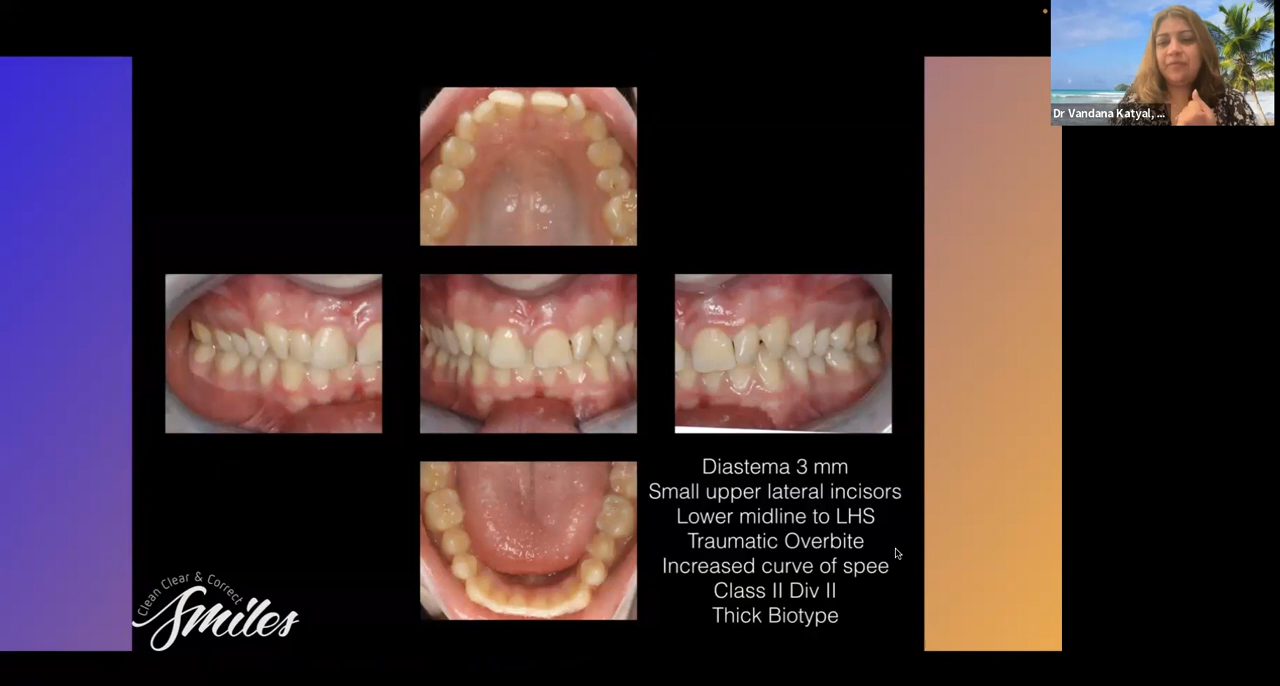 Dr Vandana Katyal, ...
Diastema 3 mm
Small upper lateral incisors
Lower midline to LHS
Traumatic Overbite
Increased curve of spee
Class II Div II
Thick Biotype
Clean Clear & Correct
Smiles